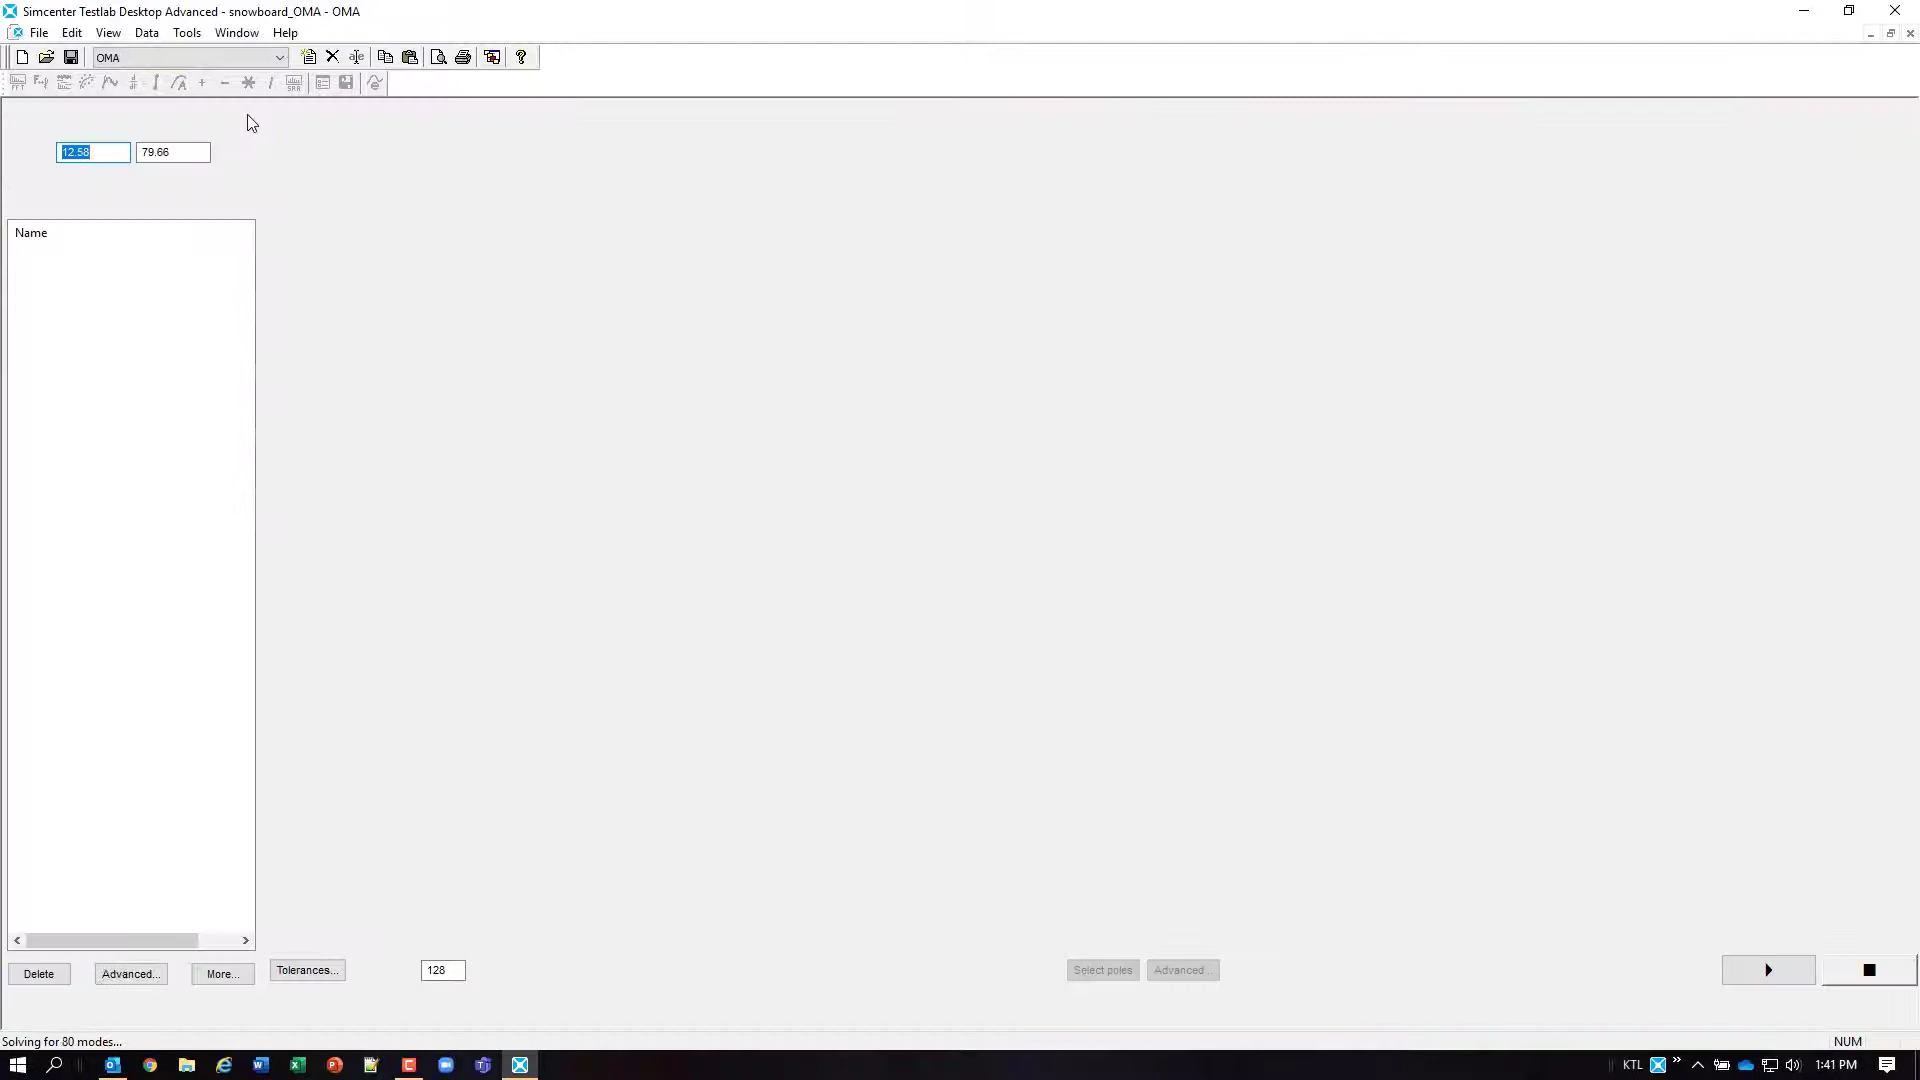 Simcenter Testlab Desktop Advanced - snowboard_OMA - OMA
File Edit View Data Tools Window Help
OMA
12.58 79.66
Name
Tolerances... 128 Select poles Advanced...
Delete Advanced... More...
Solving for 80 modes... NUM
KTL 1:41 PM